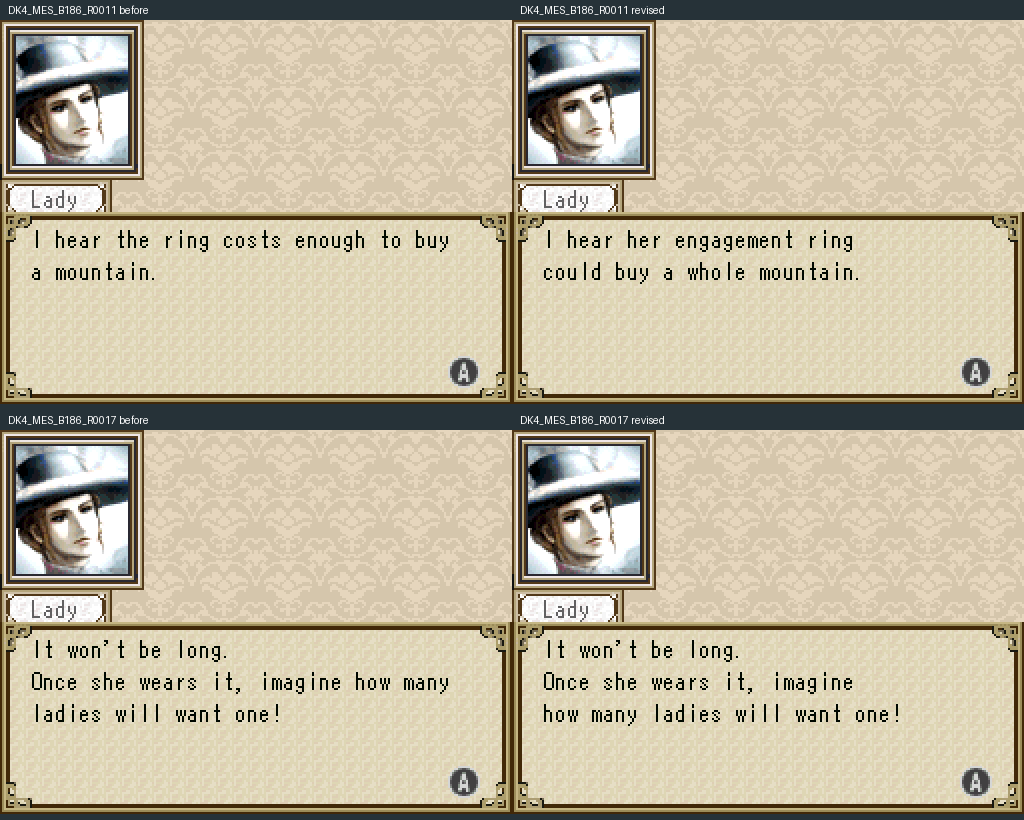 DK4_MES_B186_R0011 before
Lady
I hear the ring costs enough to buy
a mountain.
A
DK4_MES_B186_R0011 revised
Lady
I hear her engagement ring
could buy a whole mountain.
A
DK4_MES_B186_R0017 before
Lady
It won't be long.
Once she wears it, imagine how many
ladies will want one!
A
DK4_MES_B186_R0017 revised
Lady
It won't be long.
Once she wears it, imagine
how many ladies will want one!
A